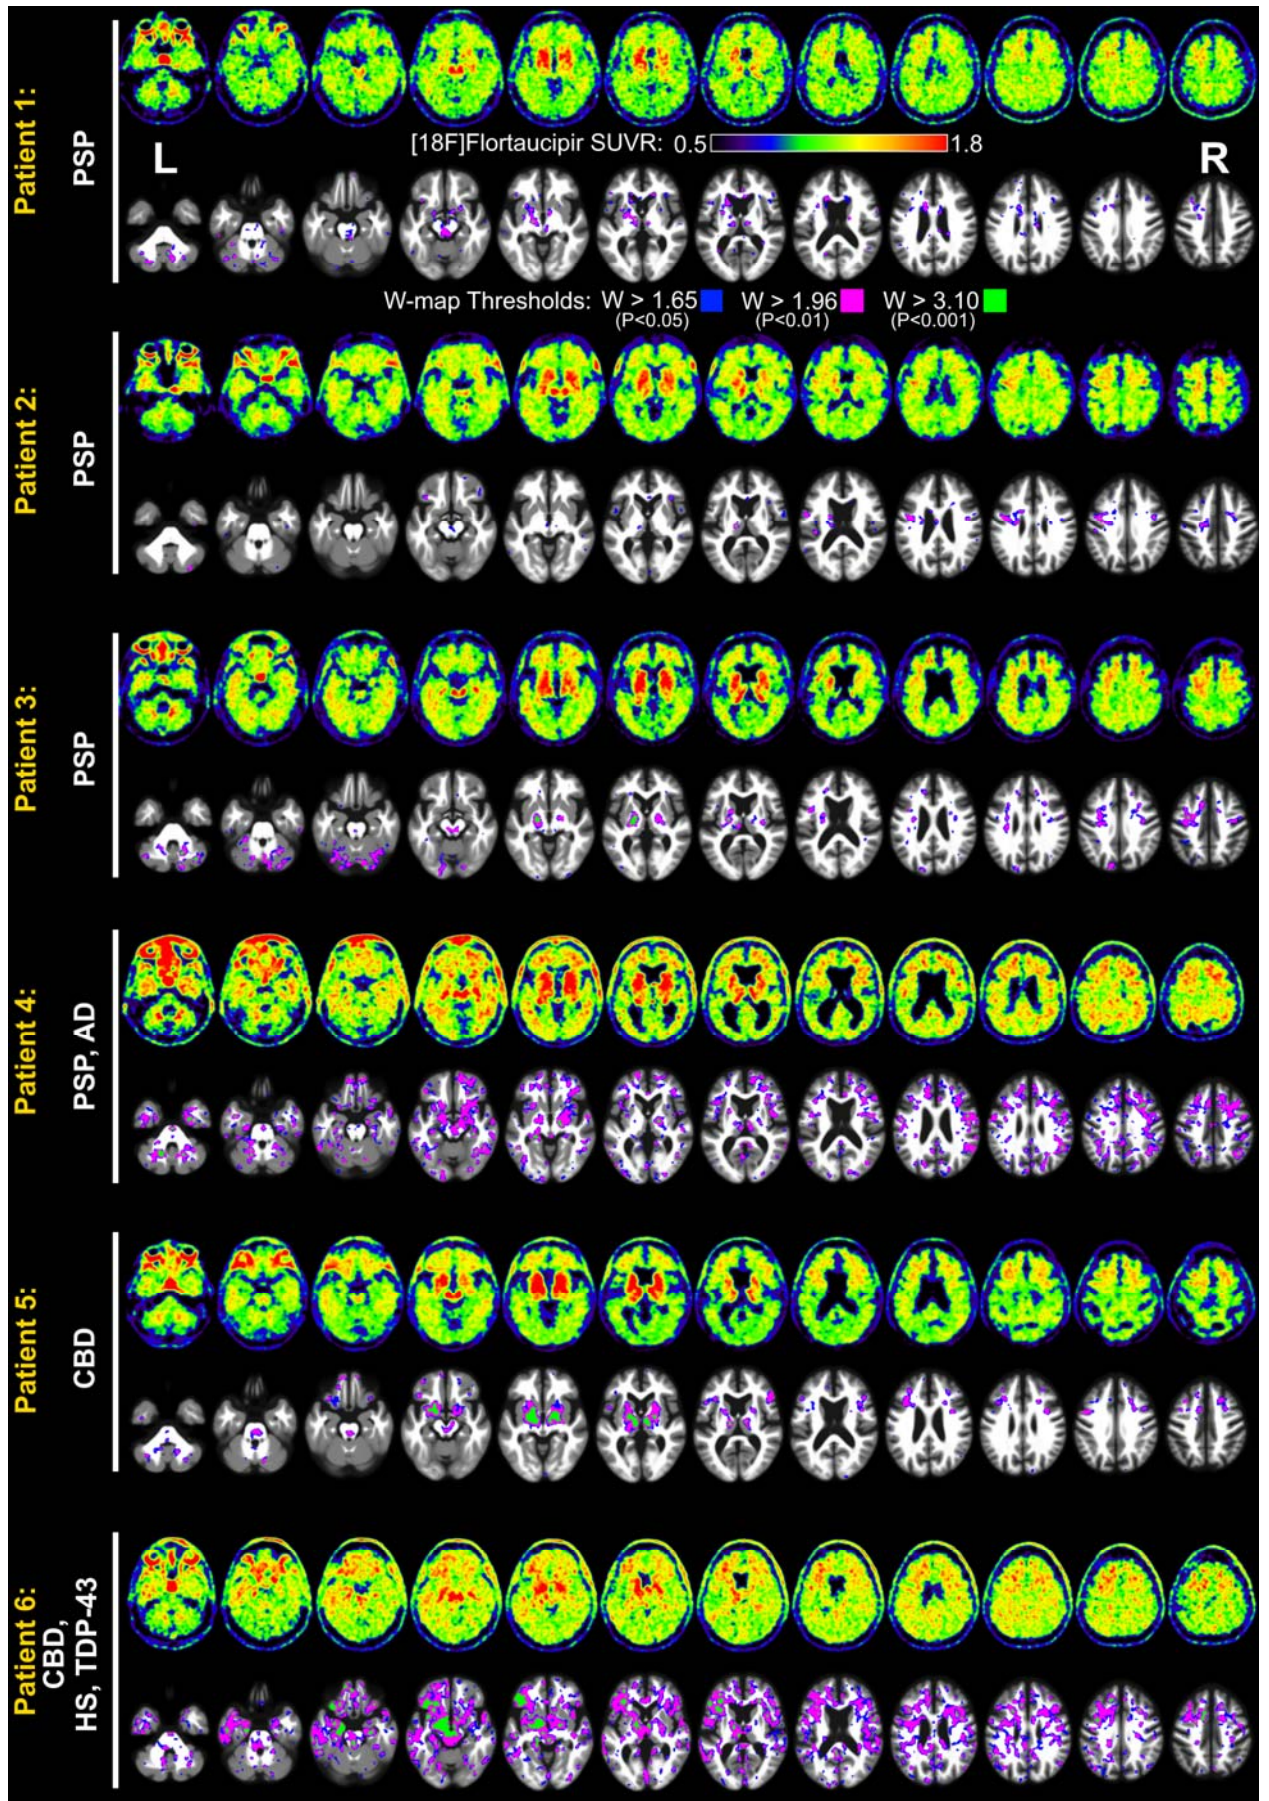 Patient 1:
PSP
[18F]Flortaucipir SUVR: 0.5 1.8
L
R
W-map Thresholds: W > 1.65 W > 1.96 W > 3.10
(P<0.05) (P<0.01) (P<0.001)
Patient 2:
PSP
Patient 3:
PSP
Patient 4:
PSP, AD
Patient 5:
CBD
Patient 6:
CBD,
HS, TDP-43